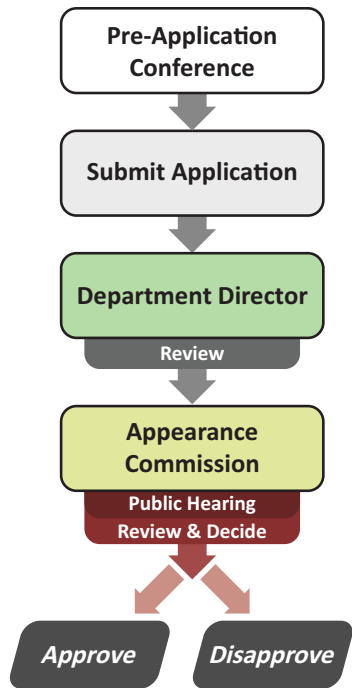 Pre-Application
Conference
Submit Application
Department Director
Review
Appearance
Commission
Public Hearing
Review & Decide
Approve
Disapprove